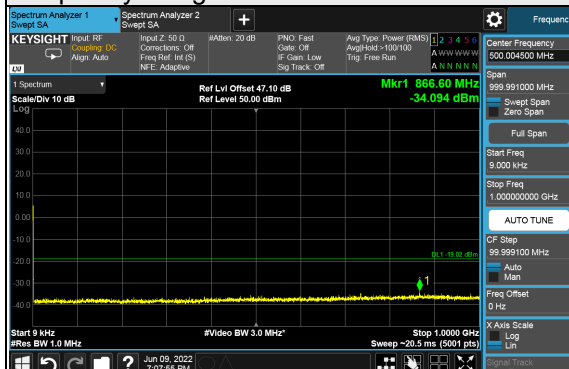 Spectrum Analyzer 1
Swept SA
Spectrum Analyzer 2
Swept SA
+
Frequenc
KEYSIGHT
Input: RF
Coupling: DC
Align: Auto
Input Z: 50 Ω
Corrections: Off
Freq Ref: Int (S)
NFE: Adaptive
#Atten: 20 dB
PNO: Fast
Gate: Off
IF Gain: Low
Sig Track: Off
Avg Type: Power (RMS)
Avg|Hold:>100/100
Trig: Free Run
1 2 3 4 5 6
A W W W W W
A N N N N N
LXI
1 Spectrum
Scale/Div 10 dB
Ref Lvl Offset 47.10 dB
Ref Level 50.00 dBm
Mkr1 866.60 MHz
-34.094 dBm
Log
40.0
30.0
20.0
10.0
0.00
-10.0
-20.0
-30.0
-40.0
DL1 -19.02 dBm
1
Start 9 kHz
#Res BW 1.0 MHz
#Video BW 3.0 MHz*
Stop 1.0000 GHz
Sweep ~20.5 ms (5001 pts)
Center Frequency
500.004500 MHz
Span
999.991000 MHz
Swept Span
Zero Span
Full Span
Start Freq
9.000 kHz
Stop Freq
1.000000000 GHz
AUTO TUNE
CF Step
99.999100 MHz
Auto
Man
Freq Offset
0 Hz
X Axis Scale
Log
Lin
Signal Track
?
Jun 09, 2022